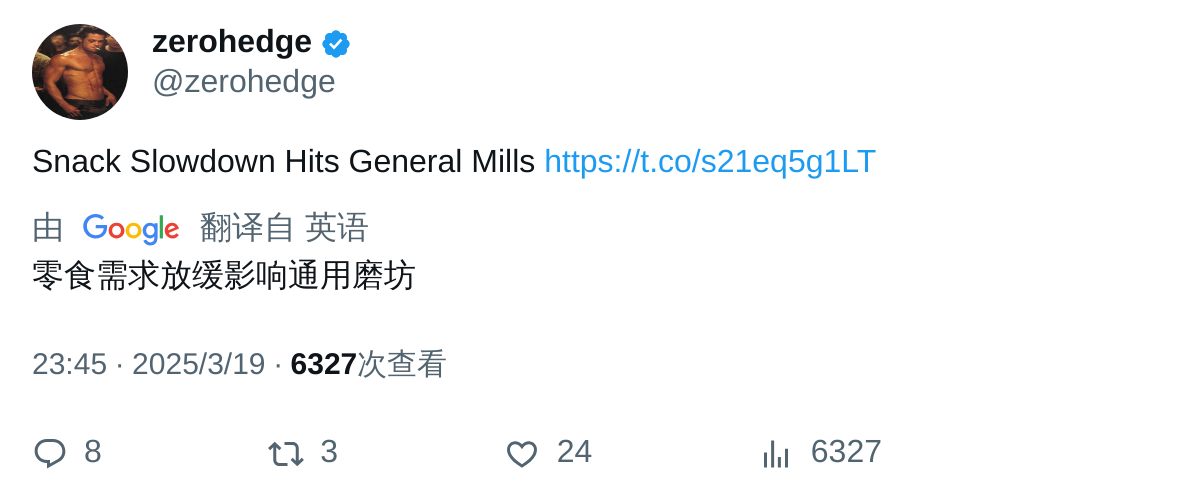 zerohedge
@zerohedge
Snack Slowdown Hits General Mills https://t.co/s21eq5g1LT
由 Google 翻译自 英语
零食需求放缓影响通用磨坊
23:45 · 2025/3/19 · 6327次查看
8 3 24 6327